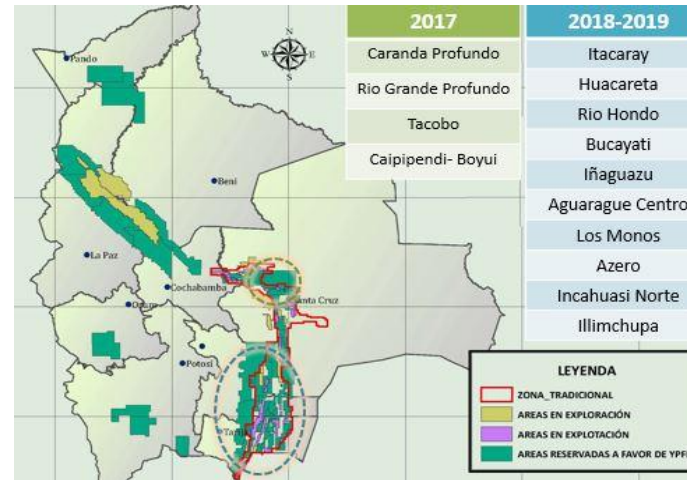 2017
Caranda Profundo
Rio Grande Profundo
Tacobo
Caipipendi- Boyui
2018-2019
Itacaray
Huacareta
Rio Hondo
Bucayati
Iñaguazu
Aguarague Centro
Los Monos
Azero
Incahuasi Norte
Illimchupa
N
W
E
S
Pando
Beni
La Paz
Cochabamba
Santa Cruz
Oruro
Potosi
Tarija
LEYENDA
ZONA_TRADICIONAL
AREAS EN EXPLORACIÓN
AREAS EN EXPLOTACIÓN
AREAS RESERVADAS A FAVOR DE YPF